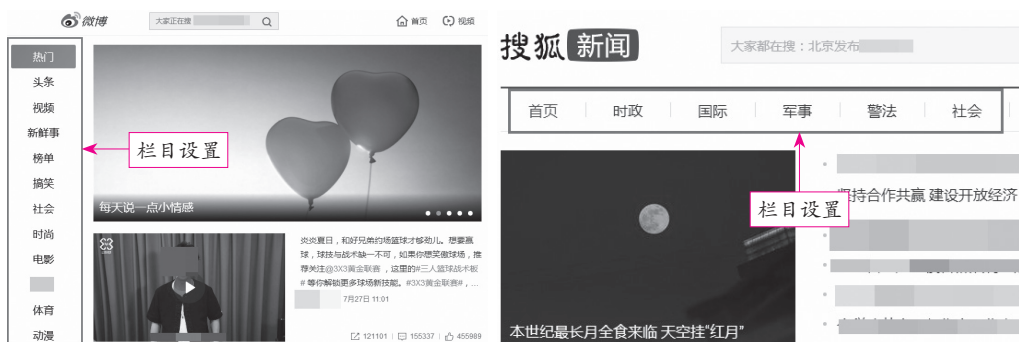 微博
大家正在搜
首页
视频
热门
头条
视频
新鲜事
榜单
搞笑
社会
时尚
电影
体育
动漫
栏目设置
每天说一点小情感
炎炎夏日，和好兄弟约场篮球才够劲儿。想要赢
球，球技与战术缺一不可，如果你想笑傲球场，推
荐关注@3X3黄金联赛 ，这里的#三人篮球战术板
# 等你解锁更多球场新技能。#3X3黄金联赛#，...
7月27日 11:01
121101
155337
455989
搜狐新闻
大家都在搜：北京发布
首页
时政
国际
军事
警法
社会
栏目设置
坚持合作共赢 建设开放经济
本世纪最长月全食来临 天空挂“红月”